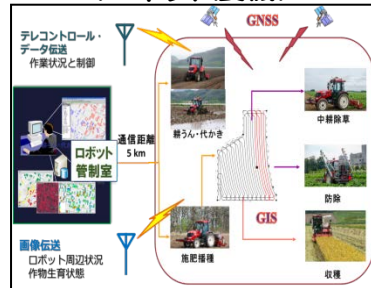 GNSS
テレコントロール・
データ伝送
作業状況と制御
ロボット
管制室
通信距離
5 km
耕うん・代かき
中耕除草
防除
GIS
施肥播種
収穫
画像伝送
ロボット周辺状況
作物生育状態